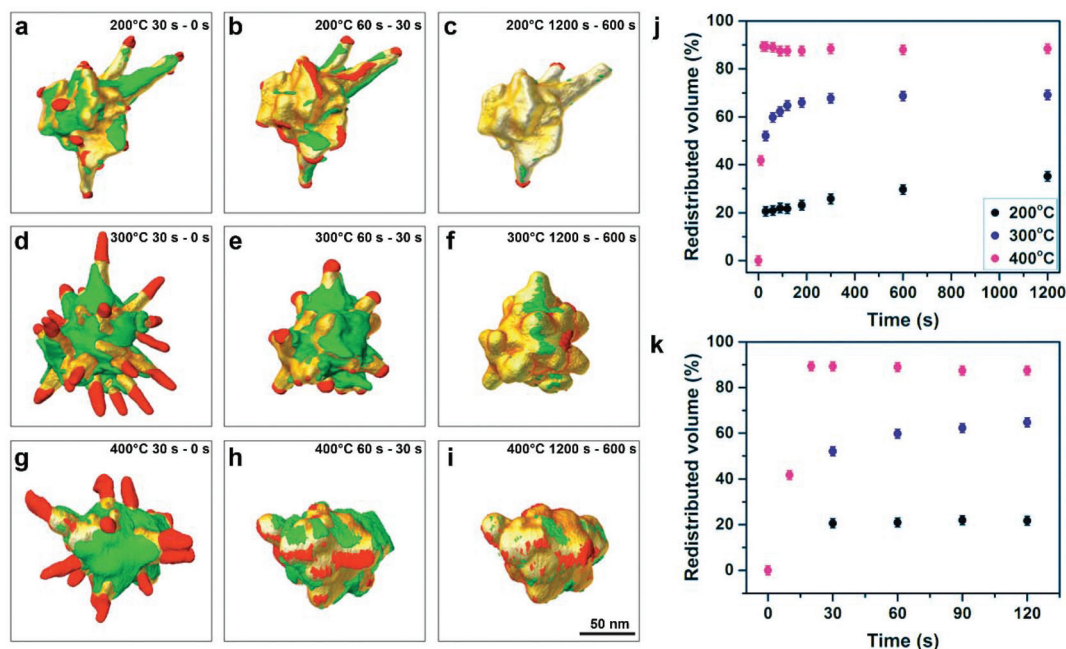 a 200°C 30 s - 0 s
b 200°C 60 s - 30 s
c 200°C 1200 s - 600 s
d 300°C 30 s - 0 s
e 300°C 60 s - 30 s
f 300°C 1200 s - 600 s
g 400°C 30 s - 0 s
h 400°C 60 s - 30 s
i 400°C 1200 s - 600 s
50 nm
j
Redistributed volume (%)
100
80
60
40
20
0
0 200 400 600 800 1000 1200
Time (s)
200°C
300°C
400°C
k
Redistributed volume (%)
100
80
60
40
20
0
0 30 60 90 120
Time (s)